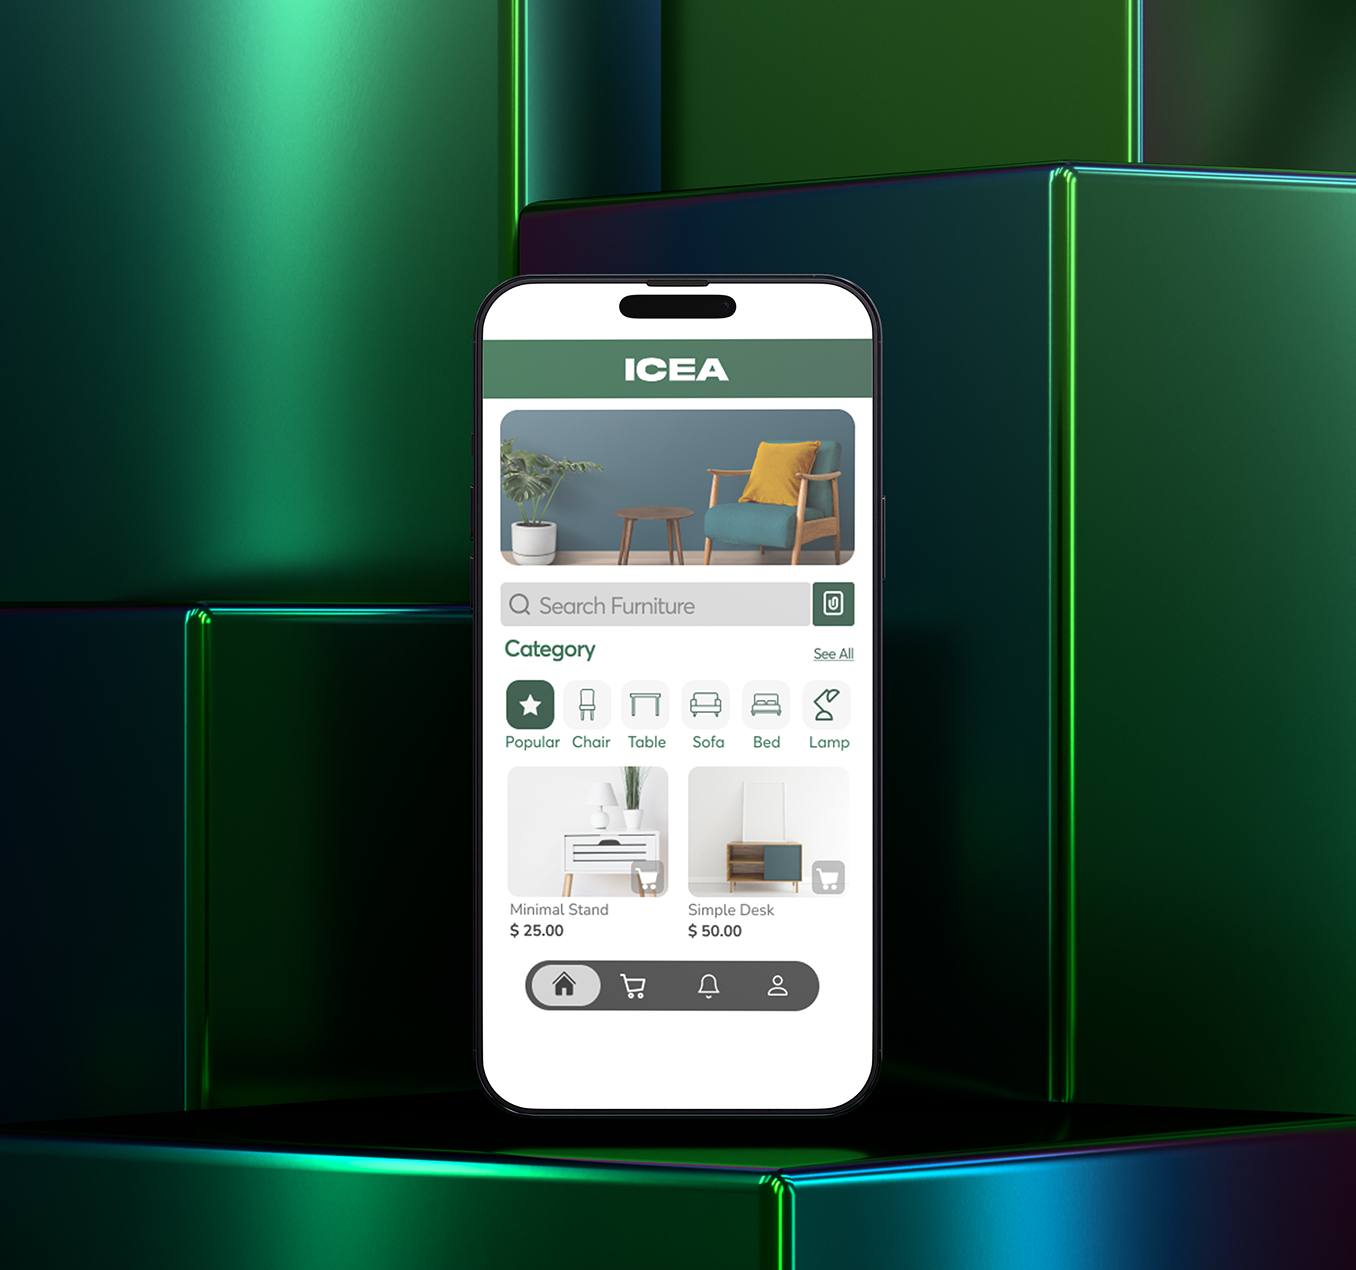 ICEA
Search Furniture
Category
See All
Popular Chair Table Sofa Bed Lamp
Minimal Stand
$ 25.00
Simple Desk
$ 50.00